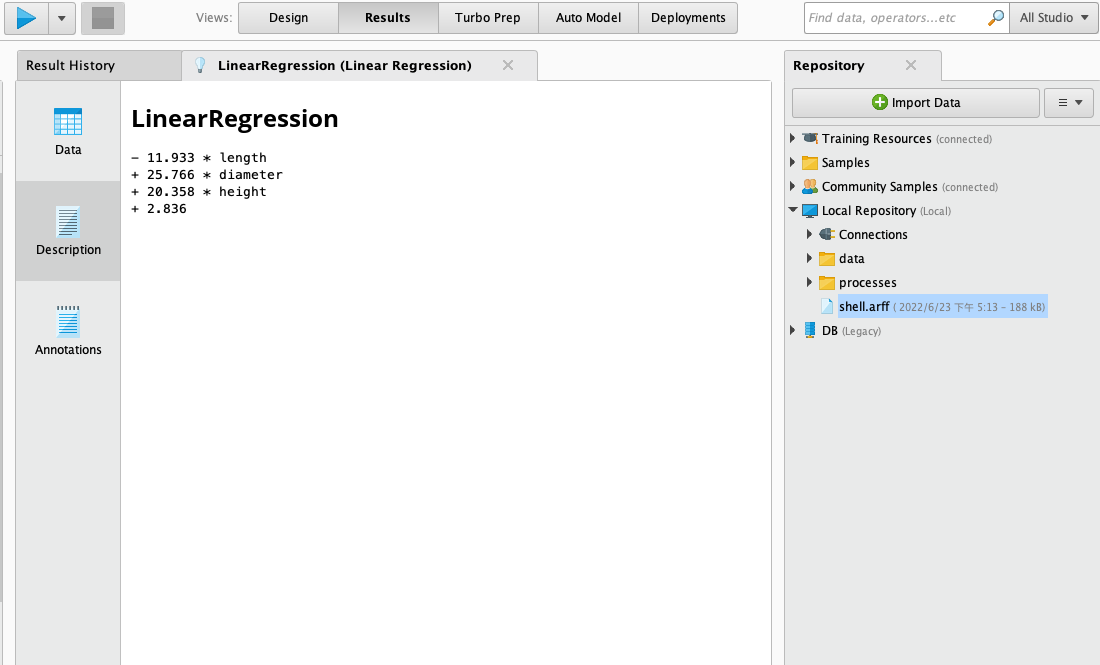 Views:
Design
Results
Turbo Prep
Auto Model
Deployments
Find data, operators...etc
All Studio
Result History
LinearRegression (Linear Regression)
Data
Description
Annotations
LinearRegression
- 11.933 * length
+ 25.766 * diameter
+ 20.358 * height
+ 2.836
Repository
Import Data
Training Resources (connected)
Samples
Community Samples (connected)
Local Repository (Local)
Connections
data
processes
shell.arff ( 2022/6/23 下午 5:13 – 188 kB)
DB (Legacy)